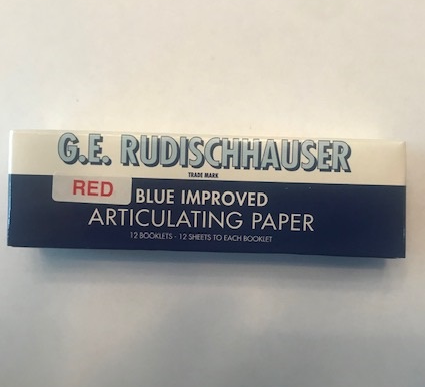 G.E. RUDISCHHAUSER
TRADE MARK
RED
BLUE IMPROVED
ARTICULATING PAPER
12 BOOKLETS - 12 SHEETS TO EACH BOOKLET